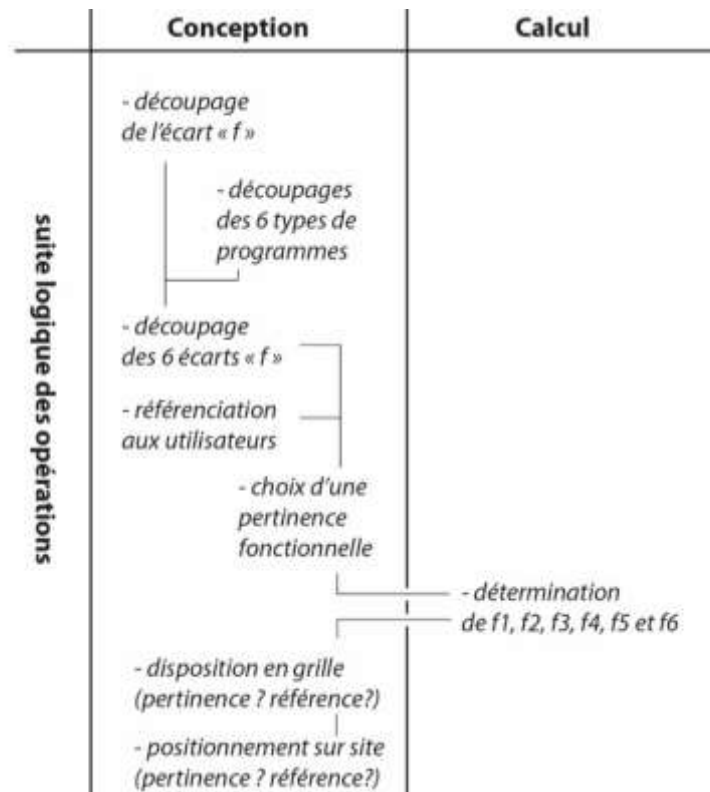 Conception
Calcul
suite logique des opérations
- découpage
de l'écart « f »
- découpages
des 6 types de
programmes
- découpage
des 6 écarts « f »
- référenciation
aux utilisateurs
- choix d'une
pertinence
fonctionnelle
- détermination
de f1, f2, f3, f4, f5 et f6
- disposition en grille
(pertinence ? référence?)
- positionnement sur site
(pertinence ? référence?)